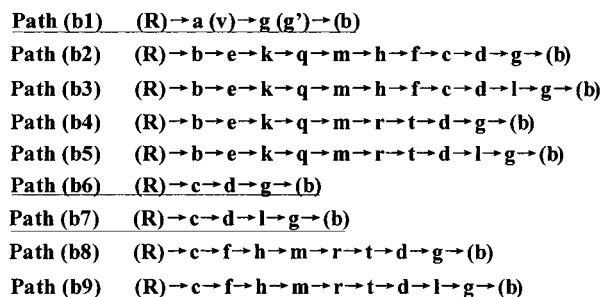 Path (b1) (R)→a (v)→g (g’)→(b)
Path (b2) (R)→b→e→k→q→m→h→f→c→d→g→(b)
Path (b3) (R)→b→e→k→q→m→h→f→c→d→l→g→(b)
Path (b4) (R)→b→e→k→q→m→r→t→d→g→(b)
Path (b5) (R)→b→e→k→q→m→r→t→d→l→g→(b)
Path (b6) (R)→c→d→g→(b)
Path (b7) (R)→c→d→l→g→(b)
Path (b8) (R)→c→f→h→m→r→t→d→g→(b)
Path (b9) (R)→c→f→h→m→r→t→d→l→g→(b)